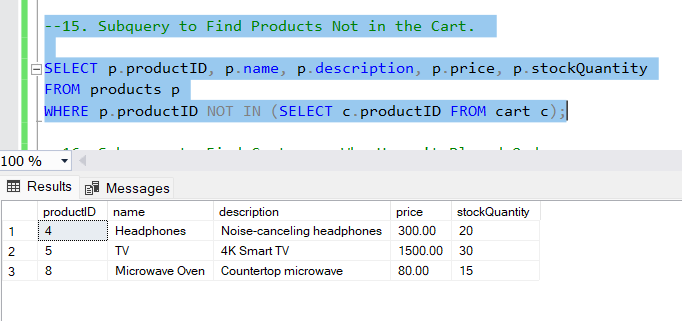 --15. Subquery to Find Products Not in the Cart.
SELECT p.productID, p.name, p.description, p.price, p.stockQuantity
FROM products p
WHERE p.productID NOT IN (SELECT c.productID FROM cart c);
100 %
Results Messages
productID name description price stockQuantity
1 4 Headphones Noise-canceling headphones 300.00 20
2 5 TV 4K Smart TV 1500.00 30
3 8 Microwave Oven Countertop microwave 80.00 15